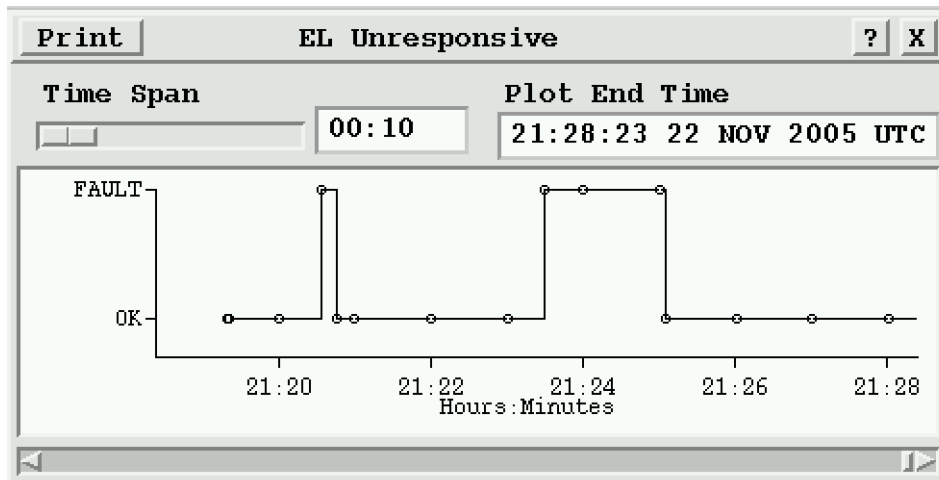 Print EL Unresponsive ? X
Time Span Plot End Time
00:10 21:28:23 22 NOV 2005 UTC
FAULT
OK
21:20 21:22 21:24 21:26 21:28
Hours:Minutes